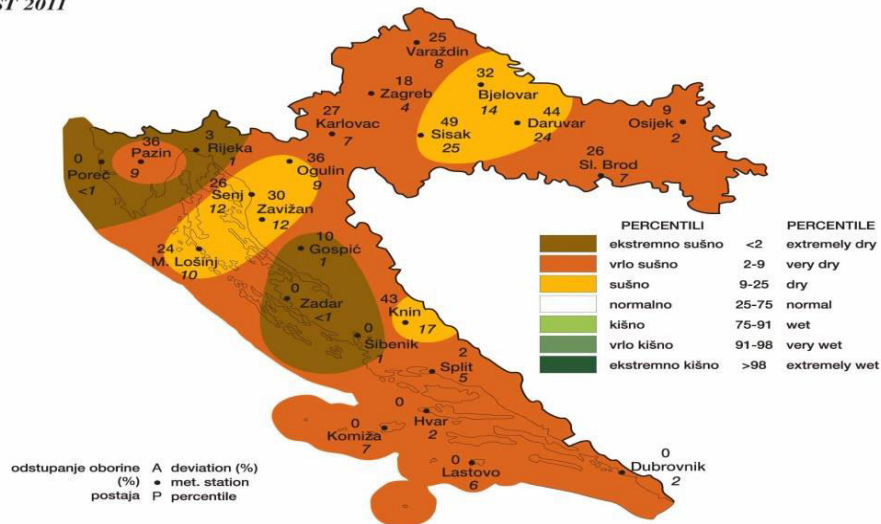 ST 2011
25
Varaždin
8
18
Zagreb
4
32
Bjelovar
14
27
Karlovac
7
49
Sisak
25
44
Daruvar
24
9
Osijek
2
26
Sl. Brod
7
36
Pazin
9
3
Rijeka
1
0
Poreč
<1
36
Ogulin
9
26
Senj
12
30
Zavižan
12
24
M. Lošinj
10
10
Gospić
1
0
Zadar
<1
43
Knin
17
0
Šibenik
1
2
Split
5
0
Hvar
2
0
Komiža
7
0
Lastovo
6
0
Dubrovnik
2
PERCENTILI PERCENTILE
ekstremno sušno <2 extremely dry
vrlo sušno 2-9 very dry
sušno 9-25 dry
normalno 25-75 normal
kišno 75-91 wet
vrlo kišno 91-98 very wet
ekstremno kišno >98 extremely wet
odstupanje oborine A deviation (%)
(%) • met. station
postaja P percentile